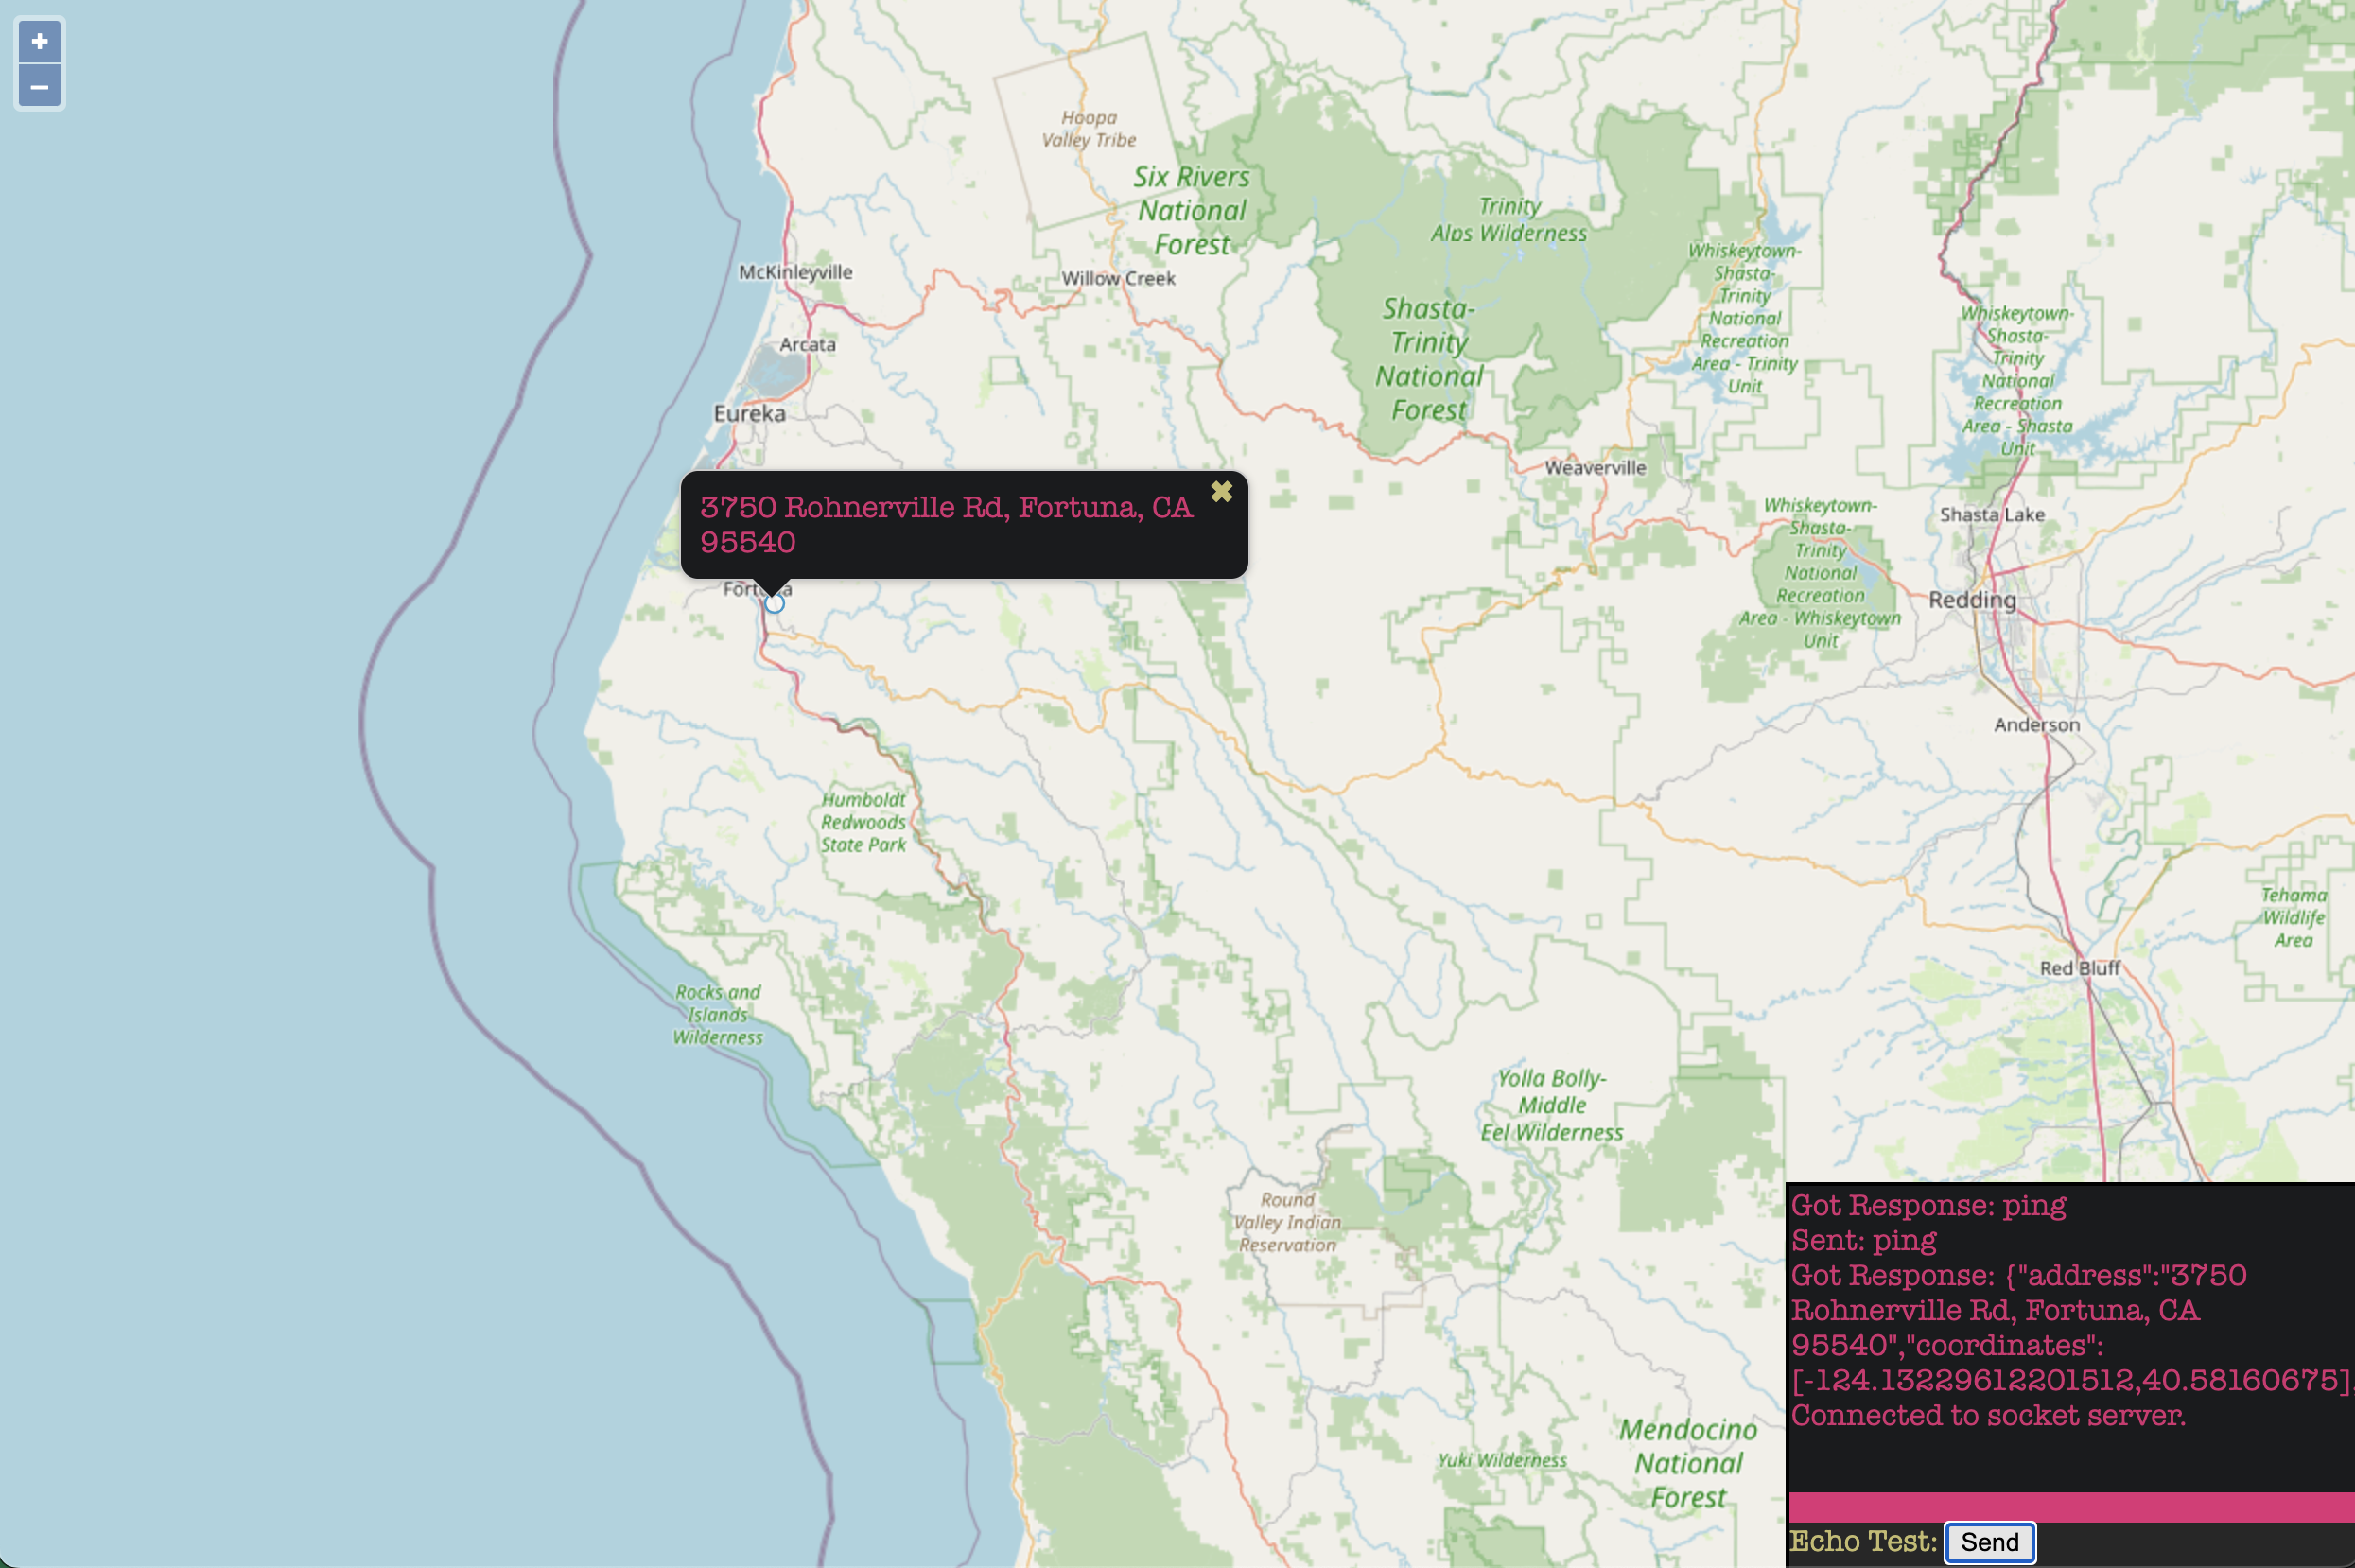 +
−
Hoopa
Valley Tribe
Six Rivers
National
Forest
Trinity
Alps Wilderness
Whiskeytown-
Shasta-
Trinity
National
Recreation
Area - Trinity
Unit
McKinleyville
Willow Creek
Shasta-
Trinity
National
Forest
Whiskeytown-
Shasta-
Trinity
National
Recreation
Area - Shasta
Unit
Arcata
Eureka
Weaverville
3750 Rohnerville Rd, Fortuna, CA
95540
✖
Whiskeytown-
Shasta-
Trinity
National
Recreation
Area - Whiskeytown
Unit
Shasta Lake
Redding
Anderson
Humboldt
Redwoods
State Park
Tehama
Wildlife
Area
Red Bluff
Rocks and
Islands
Wilderness
Yolla Bolly-
Middle
Eel Wilderness
Round
Valley Indian
Reservation
Mendocino
National
Forest
Yuki Wilderness
Got Response: ping
Sent: ping
Got Response: {"address":"3750
Rohnerville Rd, Fortuna, CA
95540","coordinates":
[-124.13229612201512,40.58160675]
Connected to socket server.
Echo Test: Send